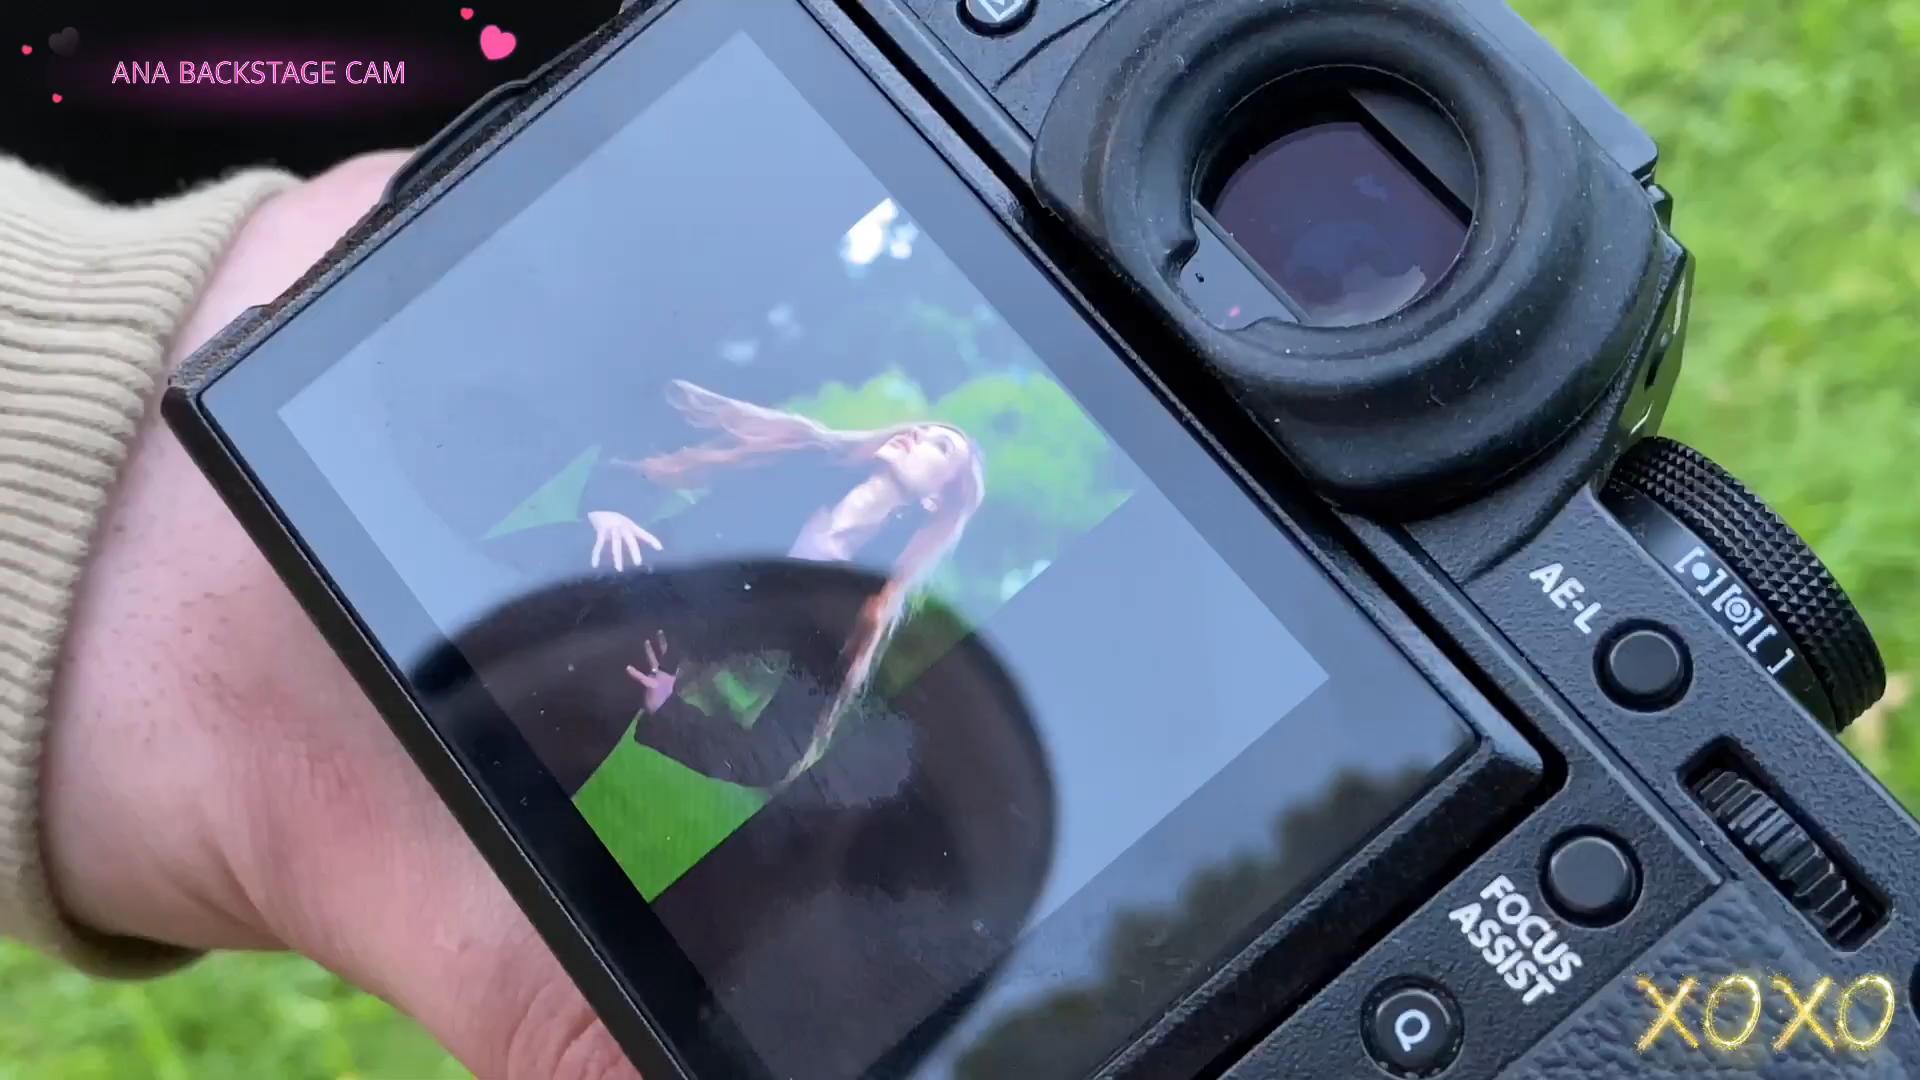 ANA BACKSTAGE CAM
AE-L
[•][◎][ ]
FOCUS
ASSIST
Q
XOXO